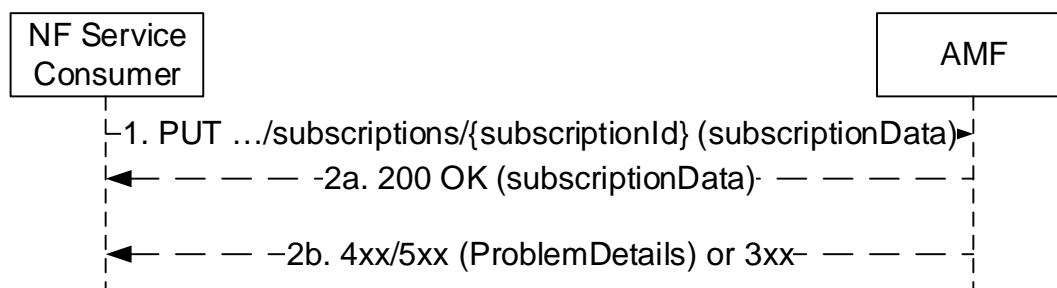 NF Service
Consumer
AMF
1. PUT …/subscriptions/{subscriptionId} (subscriptionData)
2a. 200 OK (subscriptionData)
2b. 4xx/5xx (ProblemDetails) or 3xx